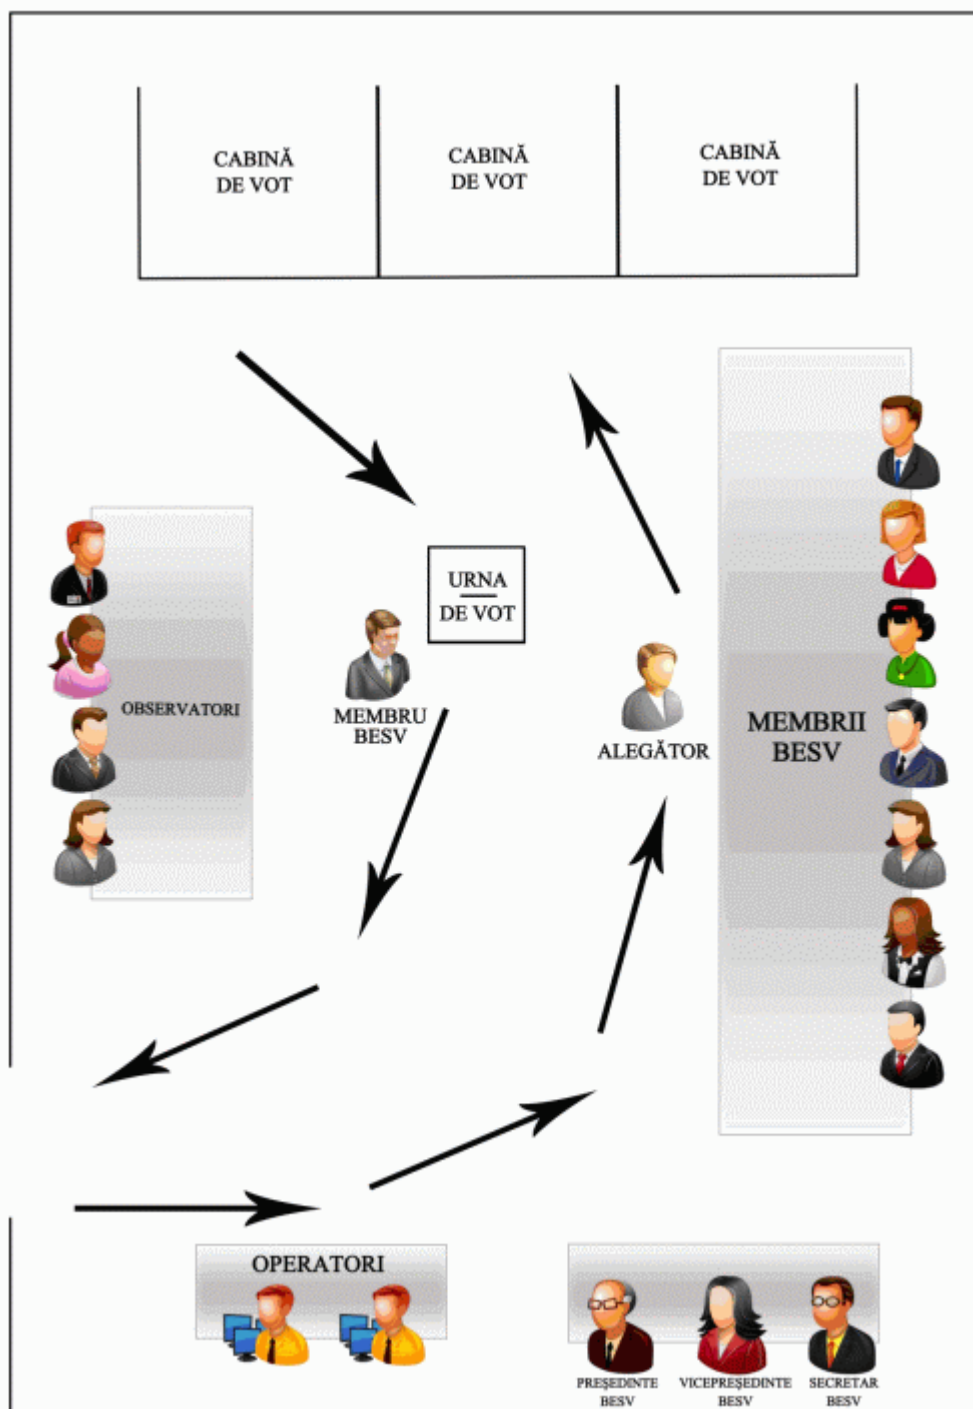 CABINĂ
DE VOT
CABINĂ
DE VOT
CABINĂ
DE VOT
URNA
DE VOT
MEMBRU
BESV
OBSERVATORI
ALEGĂTOR
MEMBRII
BESV
OPERATORI
PREŞEDINTE
BESV
VICEPREŞEDINTE
BESV
SECRETAR
BESV